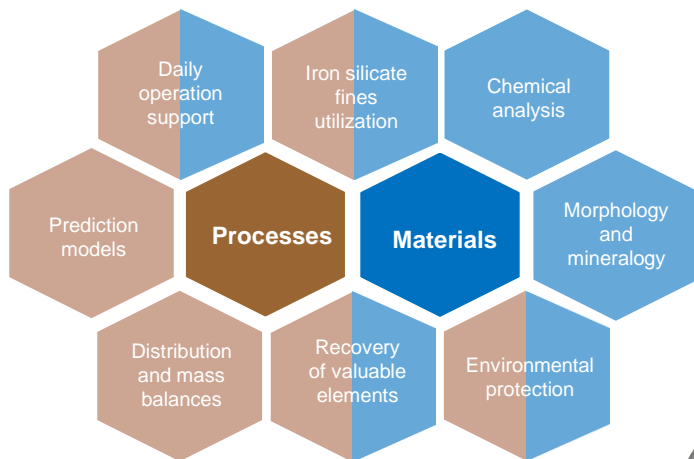 Daily
operation
support
Iron silicate
fines
utilization
Chemical
analysis
Prediction
models
Processes
Materials
Morphology
and
mineralogy
Distribution
and mass
balances
Recovery
of valuable
elements
Environmental
protection